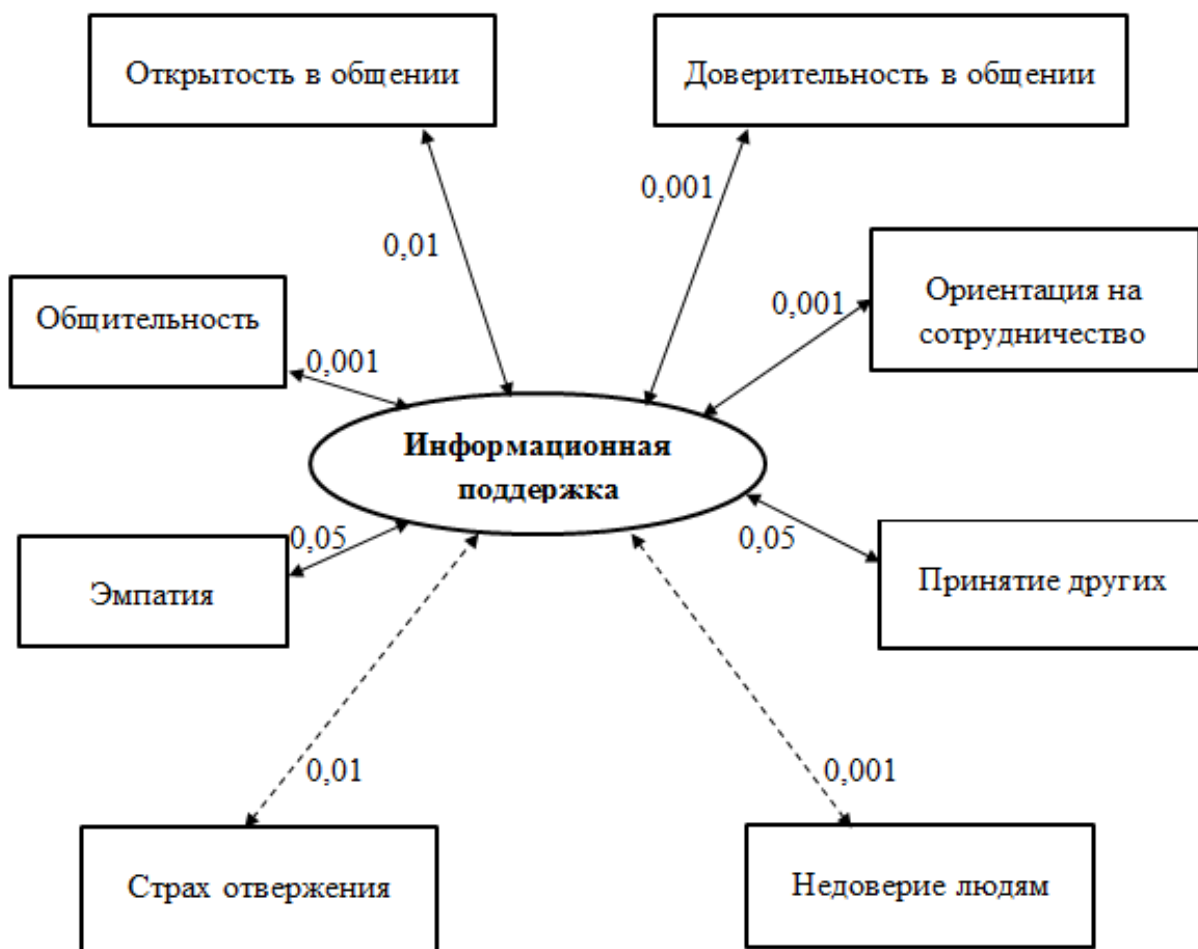 Открытость в общении
Доверительность в общении
0,001
0,01
Ориентация на
сотрудничество
0,001
Общительность
0,001
Информационная
поддержка
0,05
0,05
Эмпатия
Принятие других
0,01
0,001
Страх отвержения
Недоверие людям